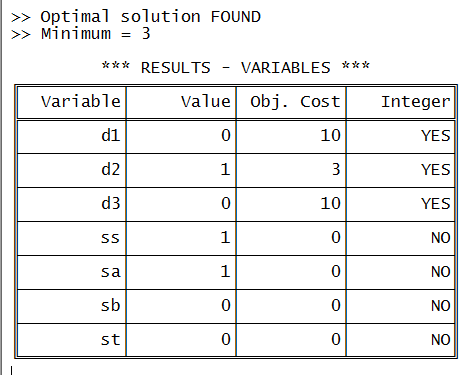 >> Optimal solution FOUND
>> Minimum = 3
*** RESULTS - VARIABLES ***
Variable Value Obj. Cost Integer
d1 0 10 YES
d2 1 3 YES
d3 0 10 YES
ss 1 0 NO
sa 1 0 NO
sb 0 0 NO
st 0 0 NO